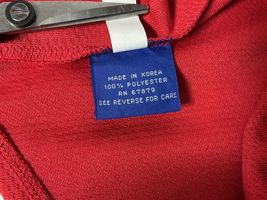 MADE IN KOREA
100% POLYESTER
RN 67879
SEE REVERSE FOR CARE